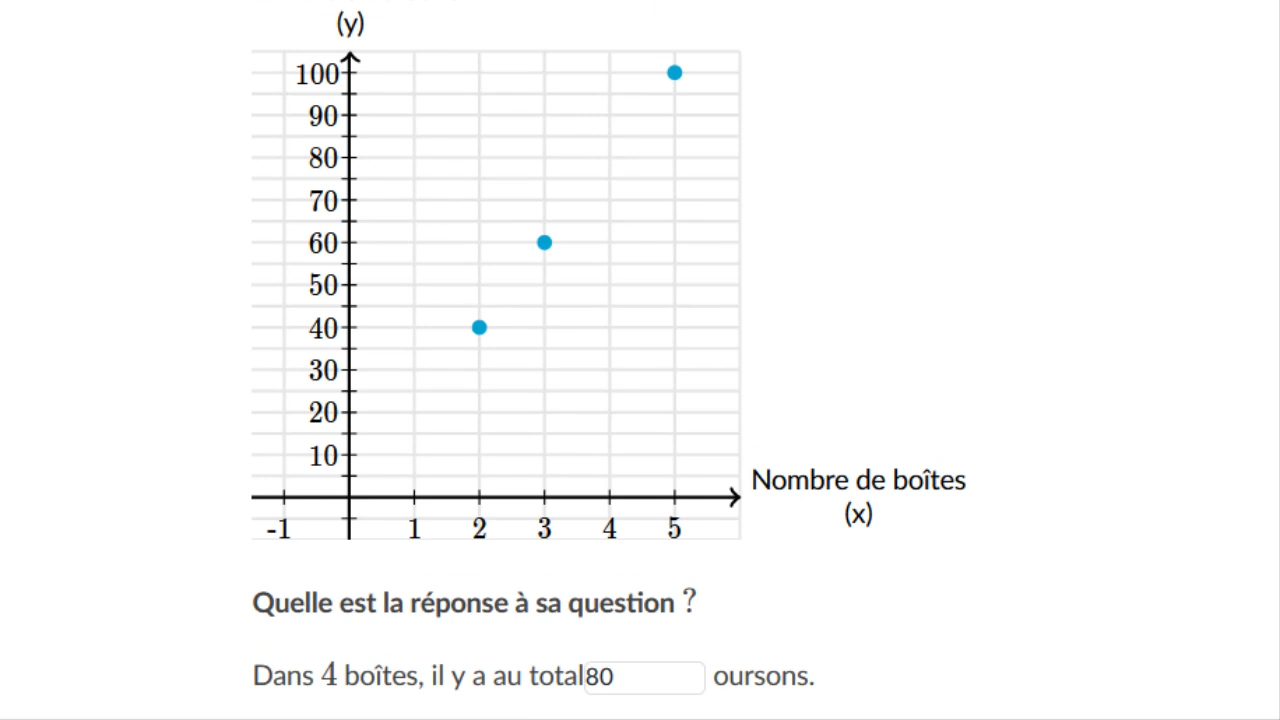 (y)
100
90
80
70
60
50
40
30
20
10
Nombre de boîtes
(x)
-1 1 2 3 4 5
Quelle est la réponse à sa question ?
Dans 4 boîtes, il y a au total 80 oursons.